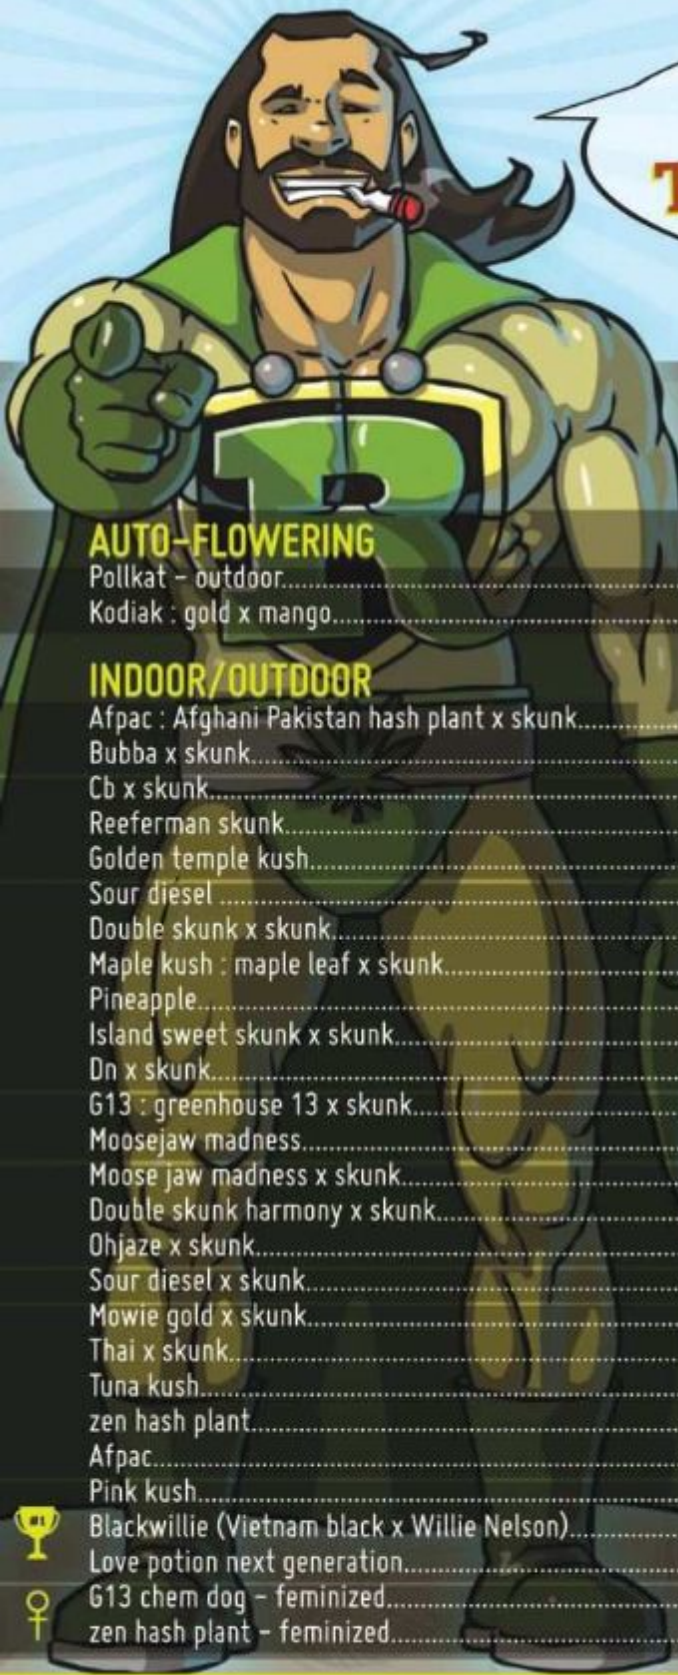 T
R
AUTO-FLOWERING
Pollkat - outdoor
Kodiak : gold x mango
INDOOR/OUTDOOR
Afpac : Afghani Pakistan hash plant x skunk
Bubba x skunk
Cb x skunk
Reeferman skunk
Golden temple kush
Sour diesel
Double skunk x skunk
Maple kush : maple leaf x skunk
Pineapple
Island sweet skunk x skunk
Dn x skunk
G13 : greenhouse 13 x skunk
Moosejaw madness
Moose jaw madness x skunk
Double skunk harmony x skunk
Ohjaze x skunk
Sour diesel x skunk
Mowie gold x skunk
Thai x skunk
Tuna kush
zen hash plant
Afpac
Pink kush
#1
Blackwillie (Vietnam black x Willie Nelson)
Love potion next generation
G13 chem dog - feminized
zen hash plant - feminized